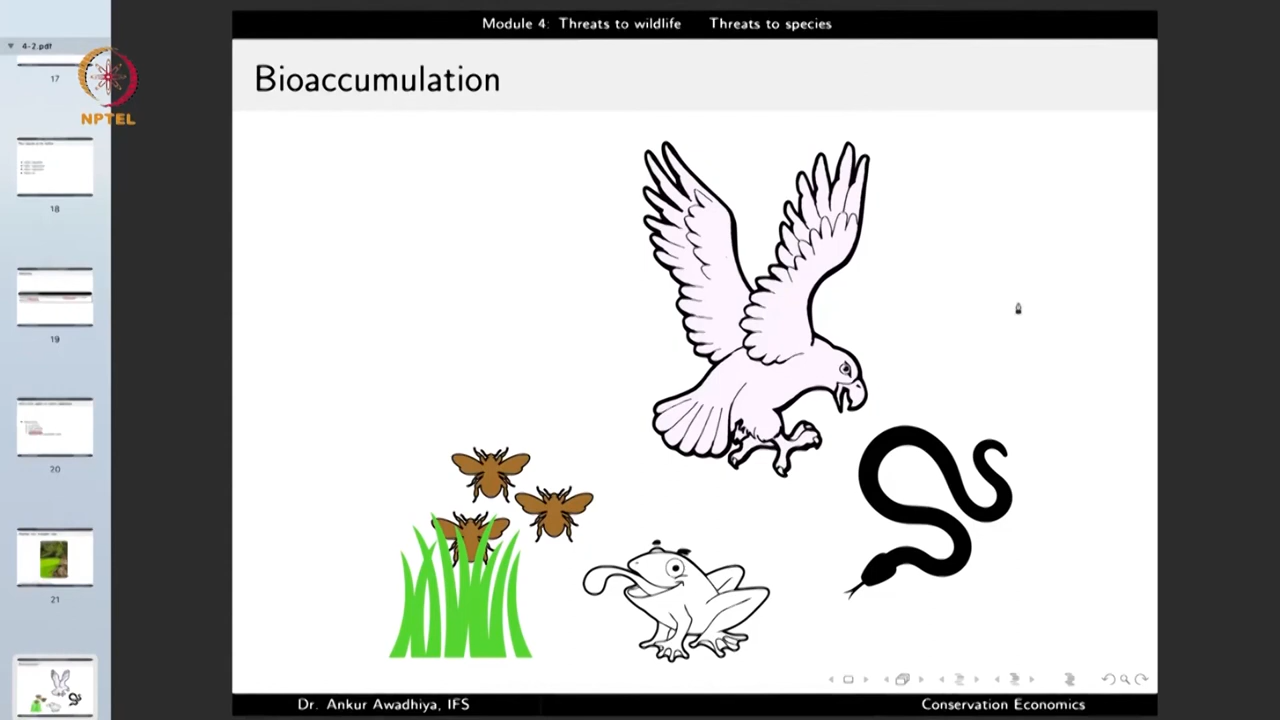 Module 4: Threats to wildlife Threats to species
4-2.pdf
Bioaccumulation
17
NPTEL
18
19
20
21
Dr. Ankur Awadhiya, IFS
Conservation Economics